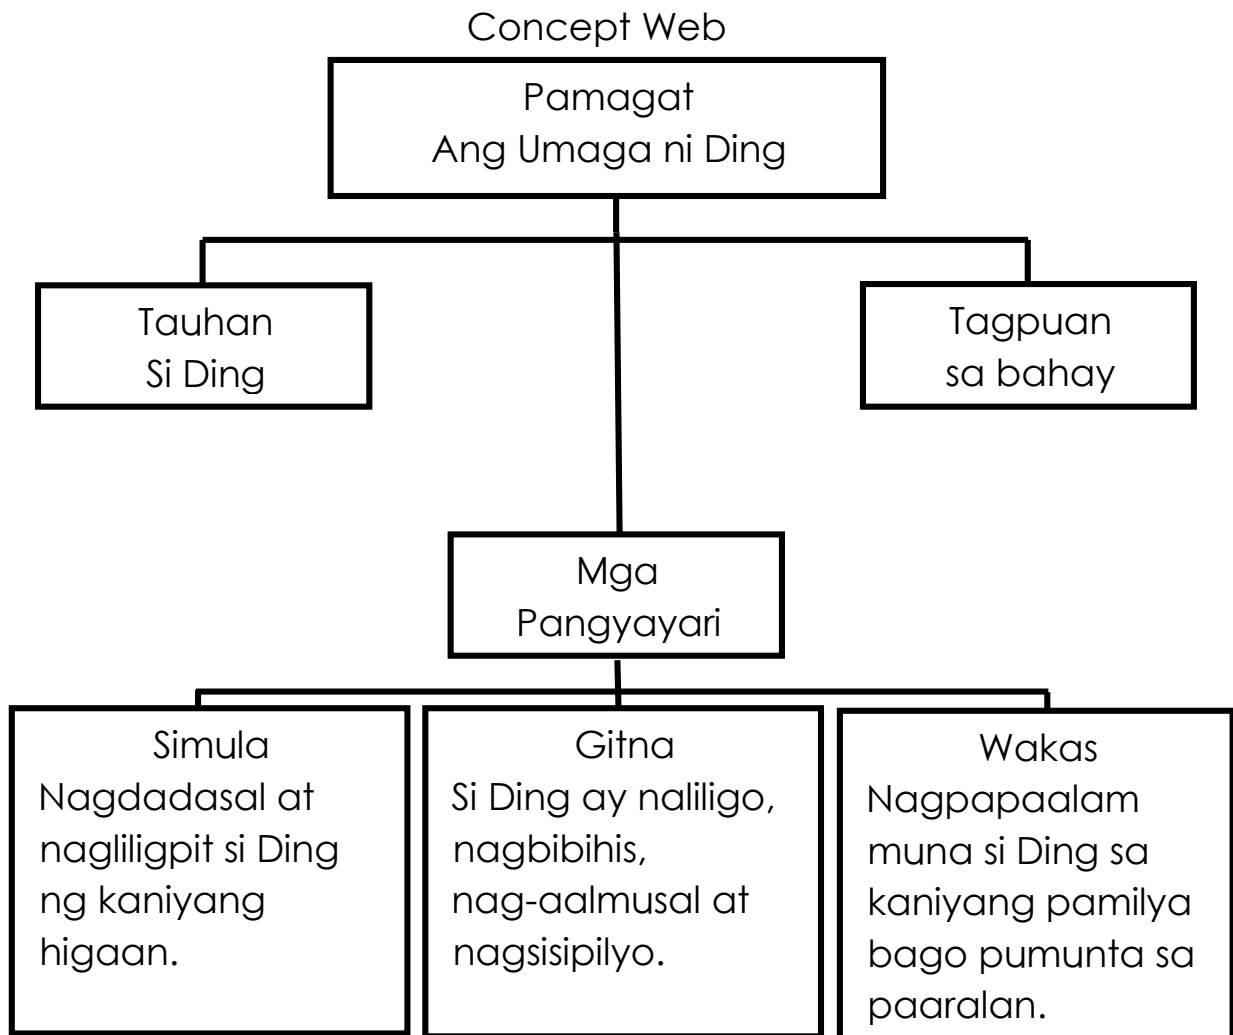 Concept Web
Pamagat
Ang Umaga ni Ding
Tauhan
Si Ding
Tagpuan
sa bahay
Mga
Pangyayari
Simula
Nagdadasal at
nagliligpit si Ding
ng kaniyang
higaan.
Gitna
Si Ding ay naliligo,
nagbibihis,
nag-aalmusal at
nagsisipilyo.
Wakas
Nagpapaalam
muna si Ding sa
kaniyang pamilya
bago pumunta sa
paaralan.